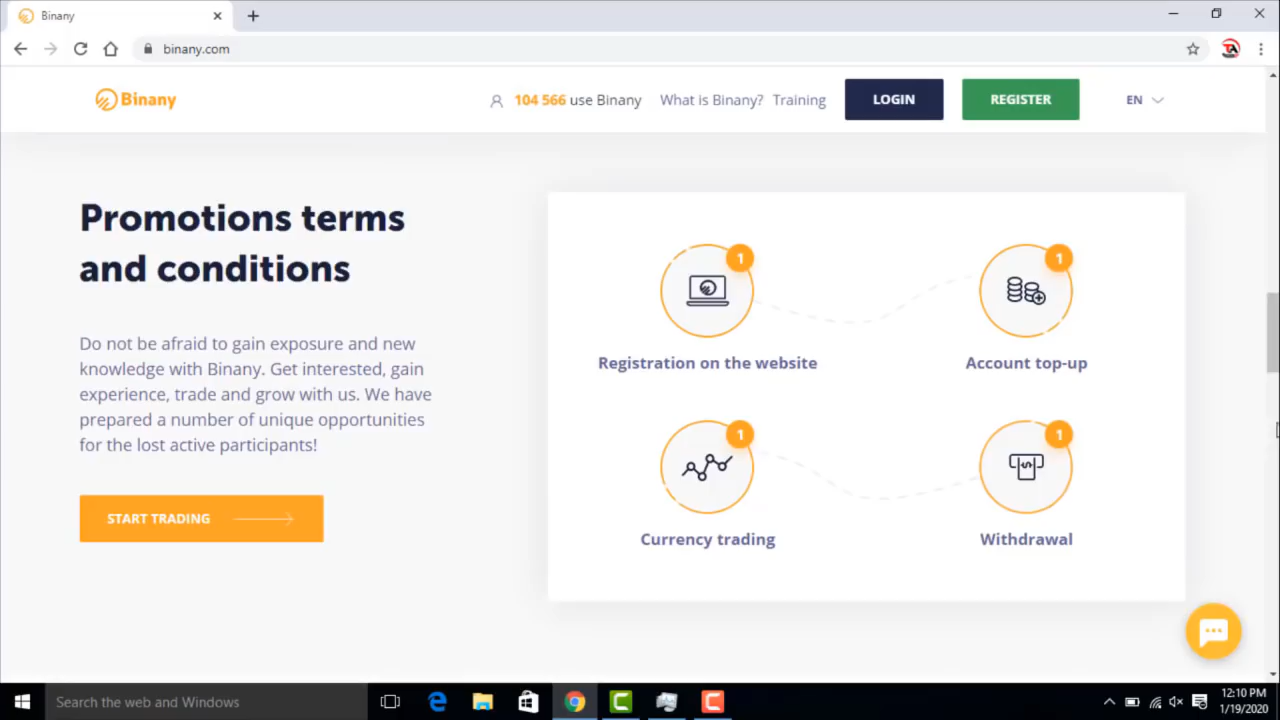 Binany
binany.com
Binany
104 566 use Binany
What is Binany?
Training
LOGIN
REGISTER
EN
Promotions terms
and conditions
Do not be afraid to gain exposure and new
knowledge with Binany. Get interested, gain
experience, trade and grow with us. We have
prepared a number of unique opportunities
for the lost active participants!
START TRADING
1
Registration on the website
1
Account top-up
1
Currency trading
1
Withdrawal
Search the web and Windows
12:10 PM
1/19/2020